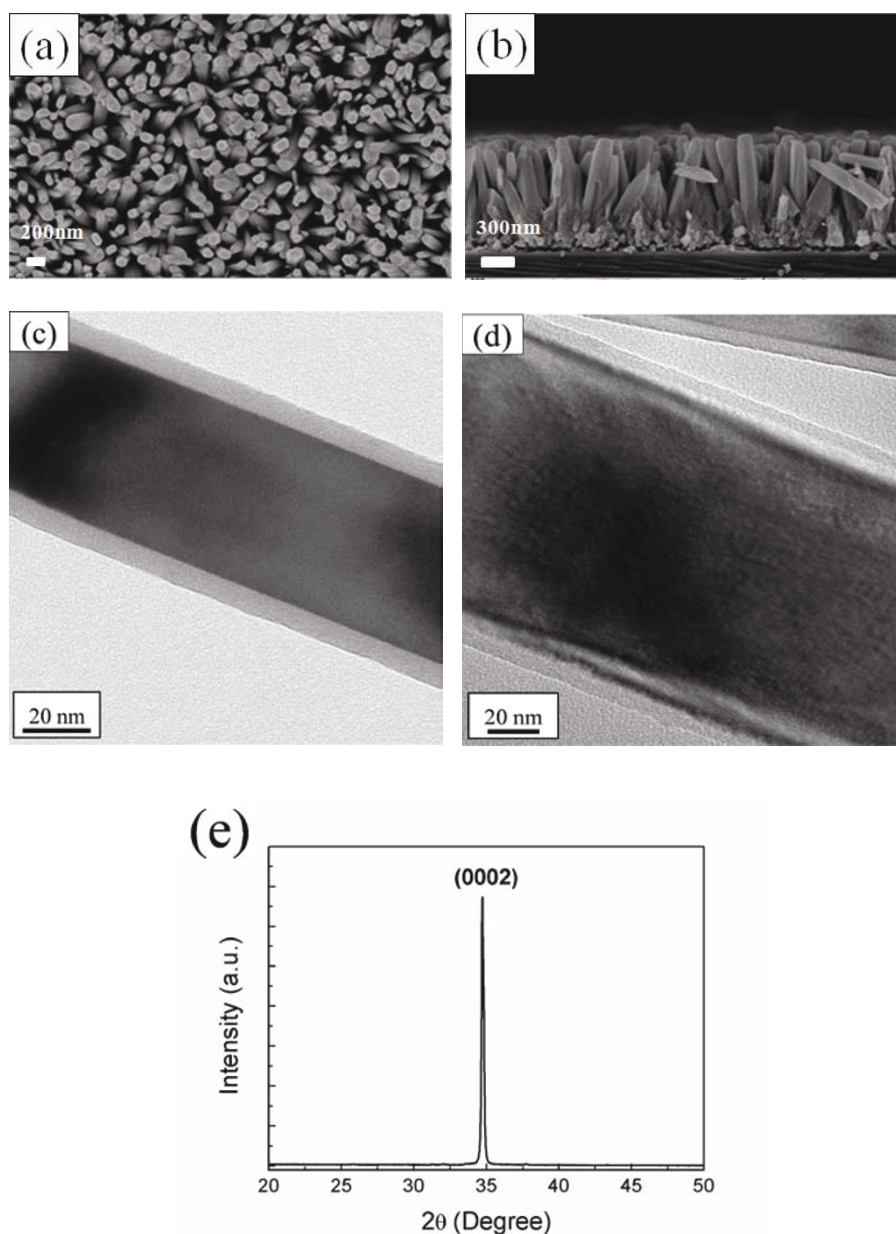 (a)
200nm
(b)
300nm
(c)
20 nm
(d)
20 nm
(e)
(0002)
Intensity (a.u.)
20 25 30 35 40 45 50
2θ (Degree)